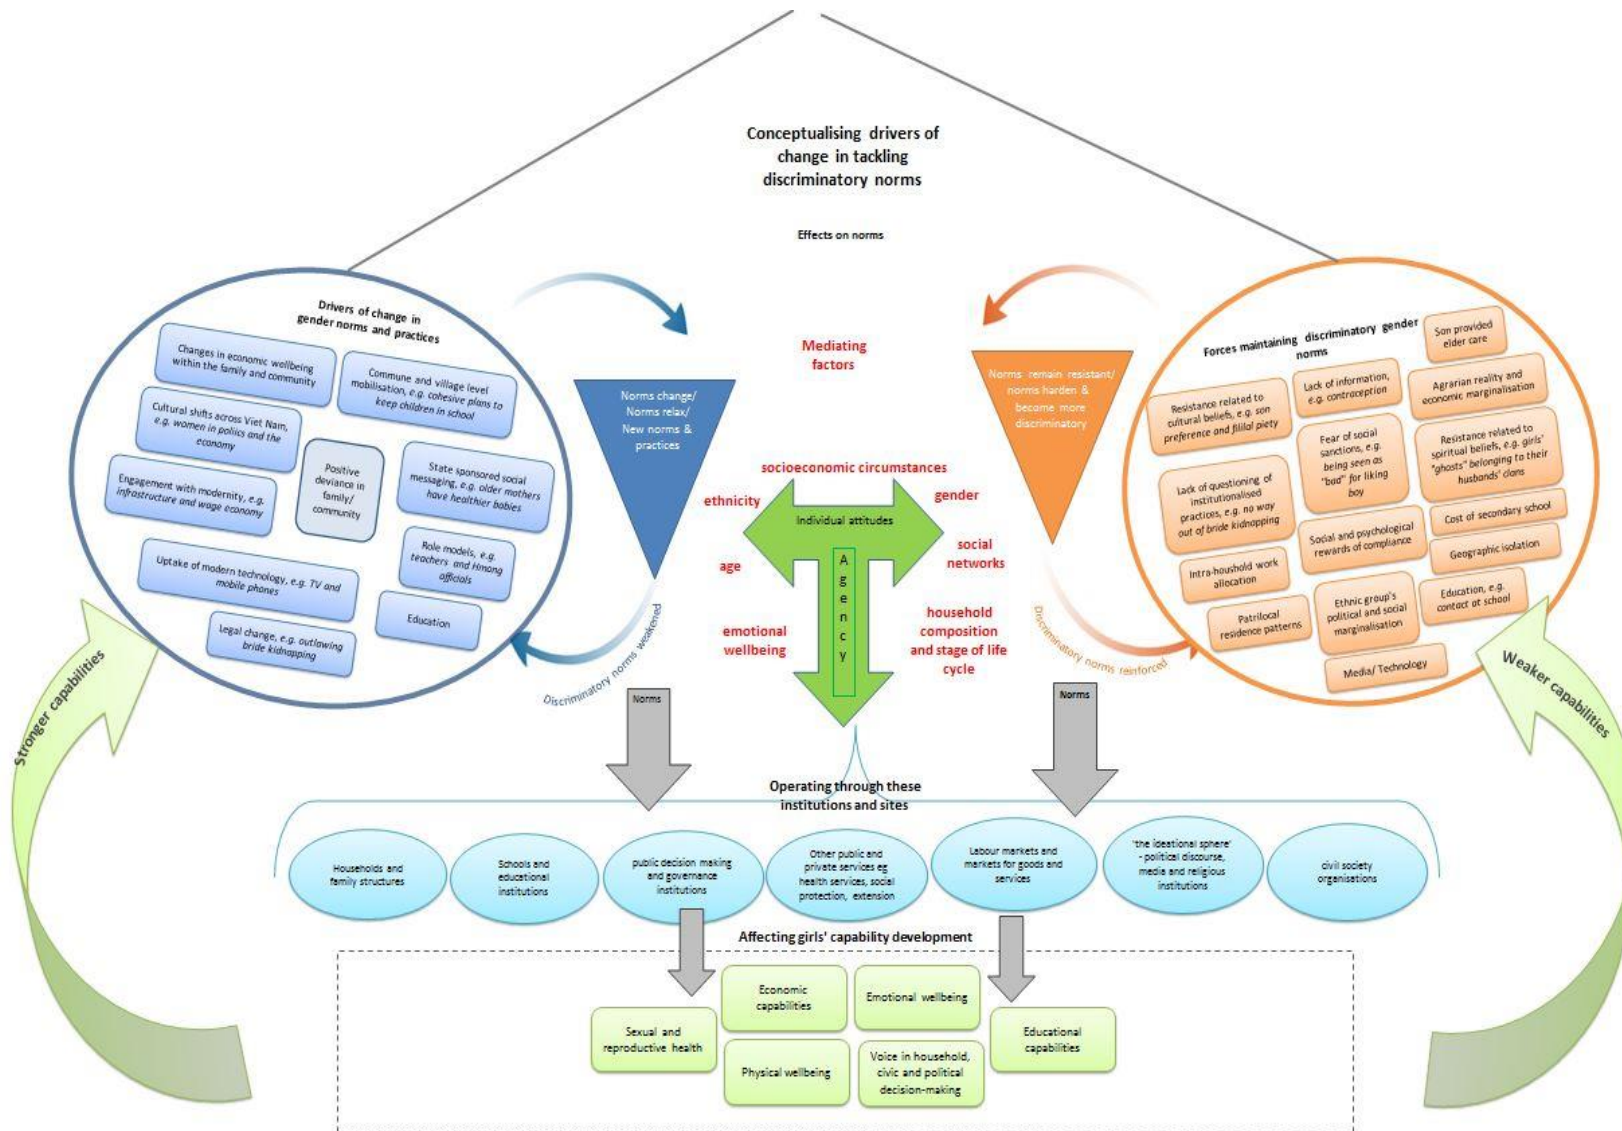 Conceptualising drivers of
change in tackling
discriminatory norms
Effects on norms
Drivers of change in
gender norms and practices
Changes in economic wellbeing
within the family and community
Commune and village level
mobilisation, e.g. cohesive plans to
keep children in school
Cultural shifts across Viet Nam,
e.g. women in poliics and the
economy
Positive
deviance in
family/
community
State sponsored social
messaging, e.g. older mothers
have healthier babies
Engagement with modernity, e.g.
infrastructure and wage economy
Role models, e.g.
teachers and Hmong
officials
Uptake of modern technology, e.g. TV and
mobile phones
Education
Legal change, e.g. outlawing
bride kidnapping
Norms change/
Norms relax/
New norms &
practices
Discriminatory norms weakened
Mediating
factors
socioeconomic circumstances
ethnicity
gender
Individual attitudes
Agency
age
social
networks
emotional
wellbeing
household
composition
and stage of life
cycle
Norms remain resistant/
norms harden &
become more
discriminatory
Discriminatory norms reinforced
Forces maintaining discriminatory gender
norms
Son provided
elder care
Resistance related to
cultural beliefs, e.g. son
preference and filial piety
Lack of information,
e.g. contraception
Agrarian reality and
economic marginalisation
Fear of social
sanctions, e.g.
being seen as
"bad" for liking
boy
Resistance related to
spiritual beliefs, e.g. girls'
"ghosts" belonging to their
husbands' clans
Lack of questioning of
institutionalised
practices, e.g. no way
out of bride kidnapping
Social and psychological
rewards of compliance
Cost of secondary school
Geographic isolation
Intra-houshold work
allocation
Patrilocal
residence patterns
Ethnic group's
political and social
marginalisation
Education, e.g.
contact at school
Media/ Technology
Stronger capabilities
Weaker capabilities
Norms
Norms
Operating through these
institutions and sites
Households and
family structures
Schools and
educational
institutions
public decision making
and governance
institutions
Other public and
private services eg
health services, social
protection, extension
Labour markets and
markets for goods and
services
'the ideational sphere'
- political discourse,
media and religious
institutions
civil society
organisations
Affecting girls' capability development
Sexual and
reproductive health
Economic
capabilities
Emotional wellbeing
Educational
capabilities
Physical wellbeing
Voice in household,
civic and political
decision-making